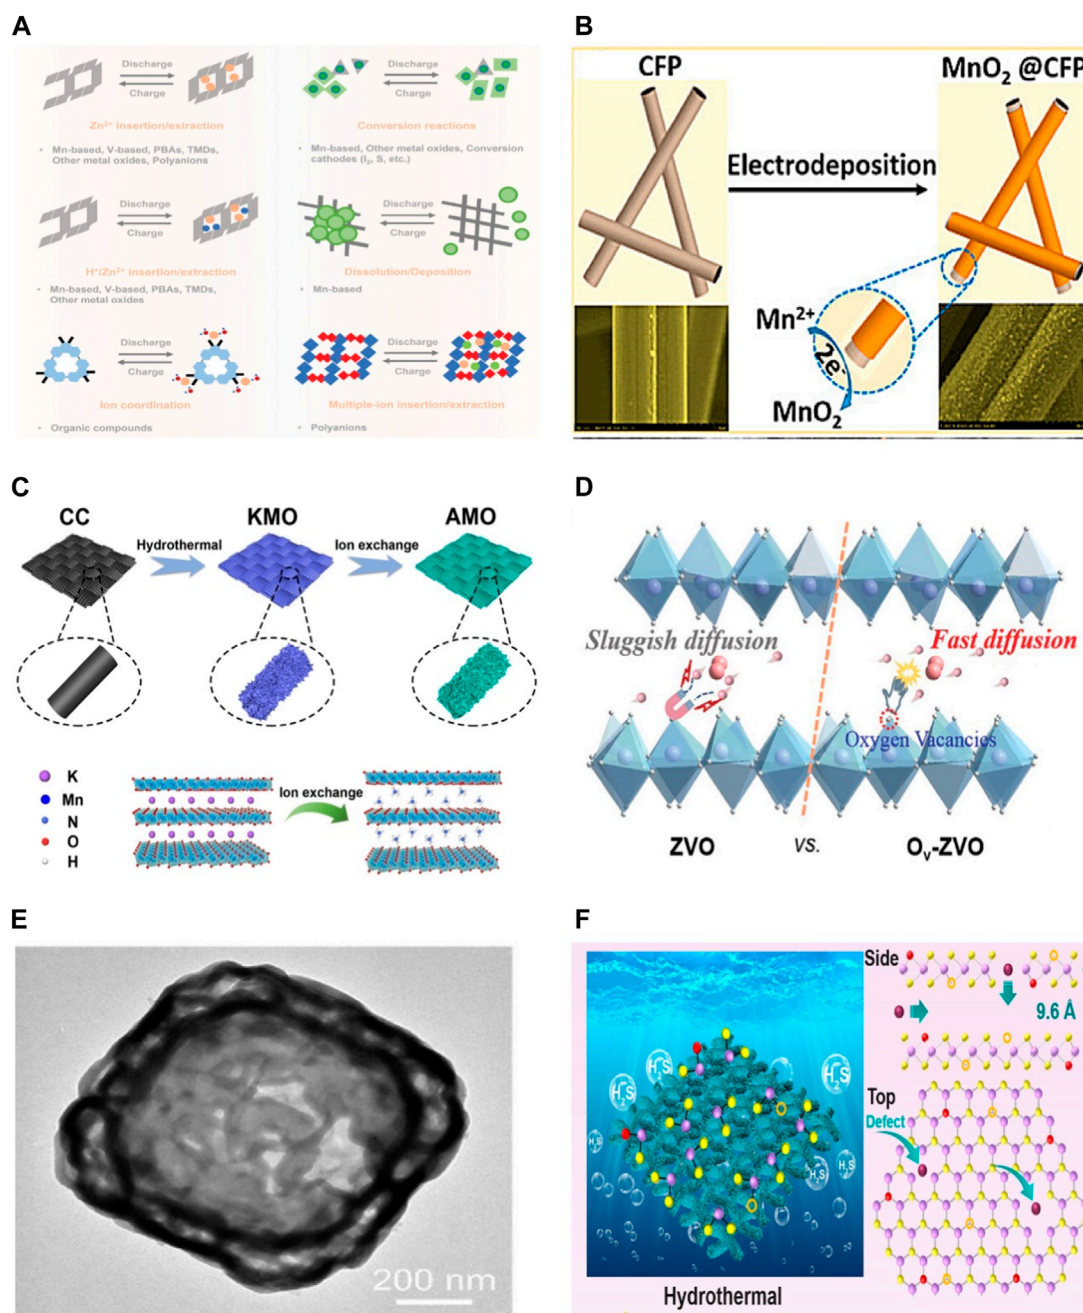 A
Discharge
Charge
Zn²⁺ insertion/extraction
• Mn-based, V-based, PBAs, TMDs,
Other metal oxides, Polyanions
Discharge
Charge
Conversion reactions
• Mn-based, Other metal oxides, Conversion
cathodes (I₂, S, etc.)
Discharge
Charge
H⁺/Zn²⁺ insertion/extraction
• Mn-based, V-based, PBAs, TMDs,
Other metal oxides
Discharge
Charge
Dissolution/Deposition
• Mn-based
Discharge
Charge
Ion coordination
• Organic compounds
Discharge
Charge
Multiple-ion insertion/extraction
• Polyanions
B
CFP
MnO₂ @CFP
Electrodeposition
Mn²⁺
2e⁻
MnO₂
C
CC
KMO
AMO
Hydrothermal
Ion exchange
K
Mn
N
O
H
Ion exchange
D
Sluggish diffusion
Fast diffusion
Oxygen Vacancies
ZVO
vs.
Oᵥ-ZVO
E
200 nm
F
H₂S
H₂S
H₂S
H₂S
H₂S
H₂S
Hydrothermal
Side
9.6 Å
Top
Defect